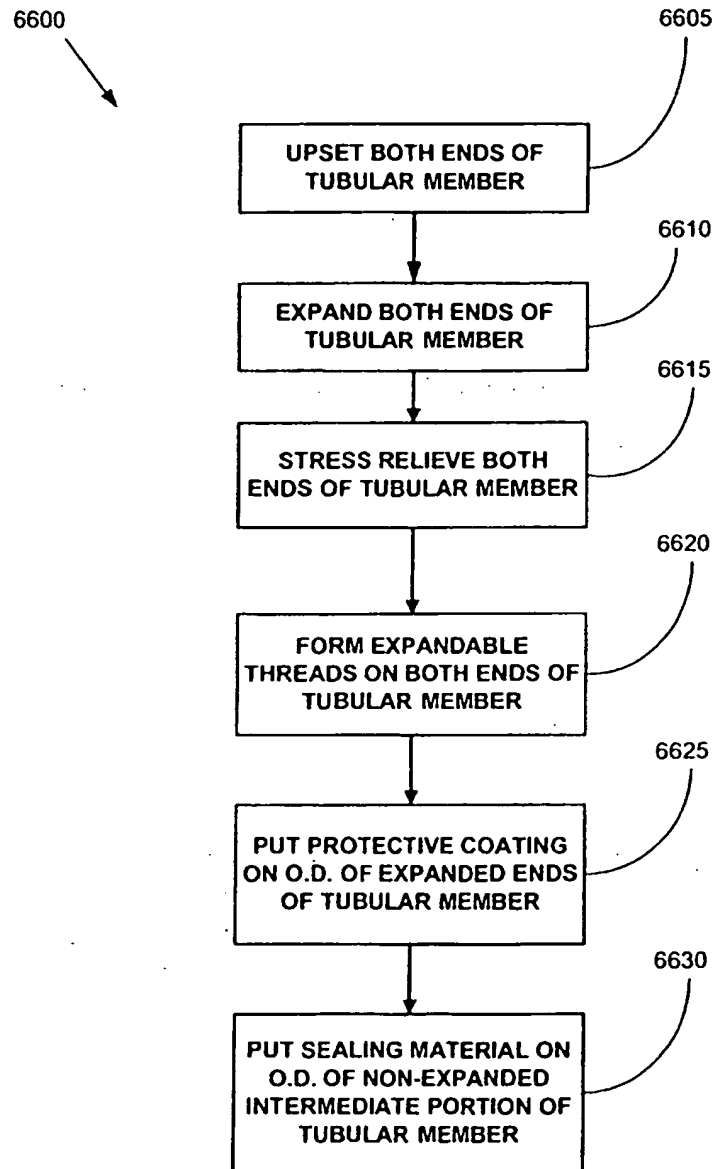 6600
6605
UPSET BOTH ENDS OF
TUBULAR MEMBER
6610
EXPAND BOTH ENDS OF
TUBULAR MEMBER
6615
STRESS RELIEVE BOTH
ENDS OF TUBULAR MEMBER
6620
FORM EXPANDABLE
THREADS ON BOTH ENDS OF
TUBULAR MEMBER
6625
PUT PROTECTIVE COATING
ON O.D. OF EXPANDED ENDS
OF TUBULAR MEMBER
6630
PUT SEALING MATERIAL ON
O.D. OF NON-EXPANDED
INTERMEDIATE PORTION OF
TUBULAR MEMBER